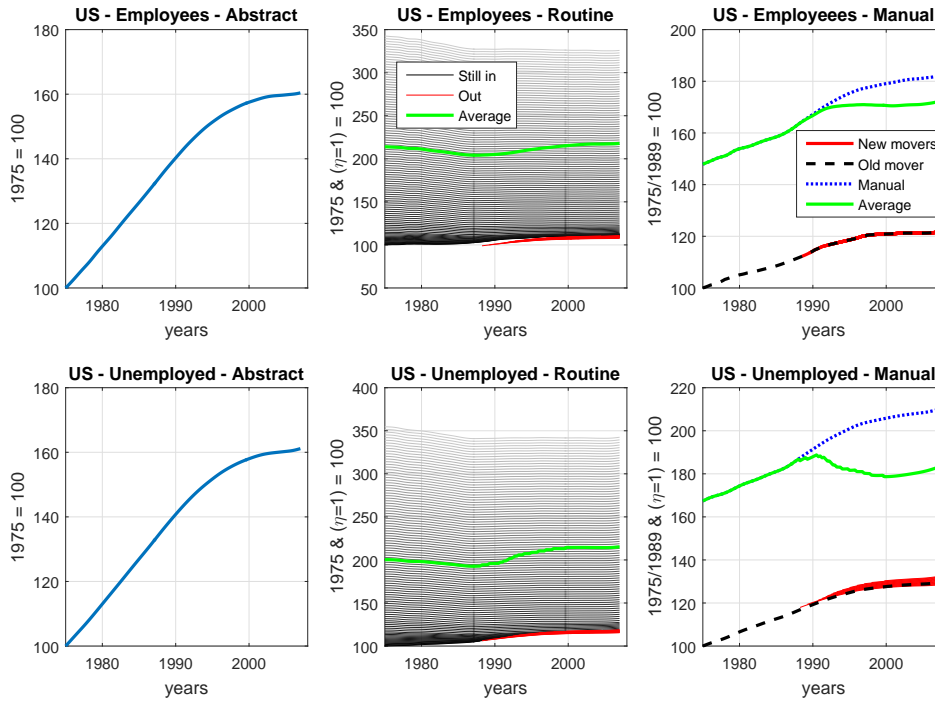 US - Employees - Abstract
180
160
140
120
100
1980
1990
2000
years
1975 = 100
US - Employees - Routine
350
300
250
200
150
100
50
1980
1990
2000
years
1975 & (η=1) = 100
Still in
Out
Average
US - Employeees - Manual
200
180
160
140
120
100
1980
1990
2000
years
1975/1989 = 100
New movers
Old mover
Manual
Average
US - Unemployed - Abstract
180
160
140
120
100
1980
1990
2000
years
1975 = 100
US - Unemployed - Routine
400
350
300
250
200
150
100
1980
1990
2000
years
1975 & (η=1) = 100
US - Unemployed - Manual
220
200
180
160
140
120
100
1980
1990
2000
years
1975/1989 & (η=1) = 100